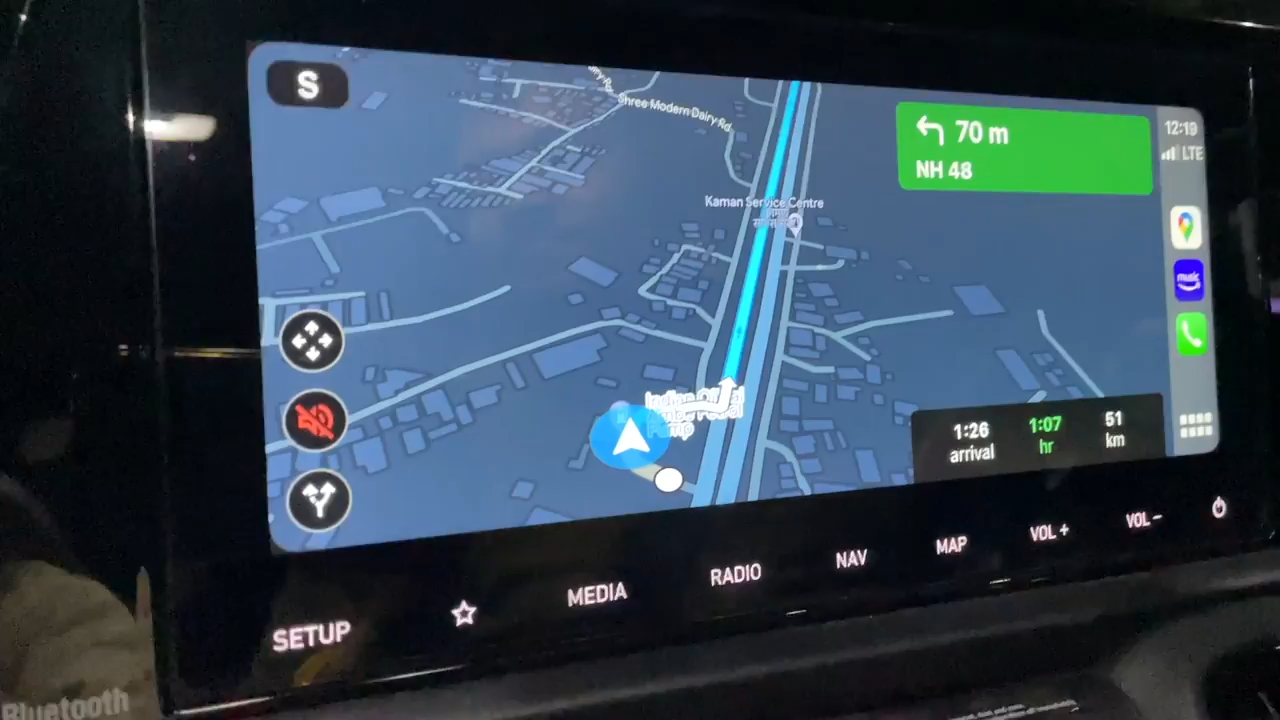 S
Shree Modern Dairy Rd
70 m
NH 48
12:19
LTE
Kaman Service Centre
music
1:26
arrival
1:07
hr
51
km
SETUP
MEDIA
RADIO
NAV
MAP
VOL +
VOL -
Bluetooth